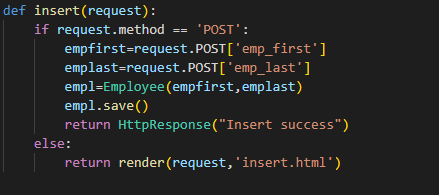 def insert(request):
    if request.method == 'POST':
        empfirst=request.POST['emp_first']
        emplast=request.POST['emp_last']
        empl=Employee(empfirst,emplast)
        empl.save()
        return HttpResponse("Insert success")
    else:
        return render(request,'insert.html')